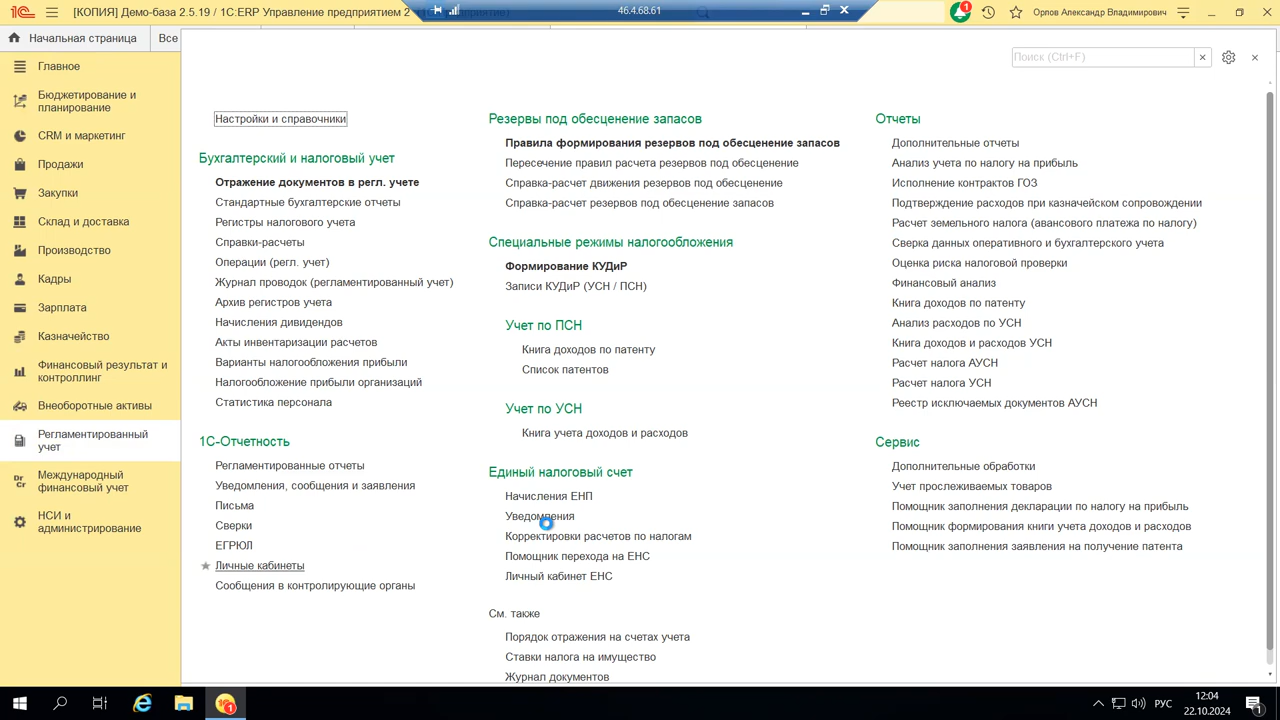 1С [КОПИЯ] Демо-база 2.5.19 / 1С:ERP Управление предприятием 2
46.4.68.61
1
Орлов Александр Владимирович
Начальная страница
Все
Главное
Бюджетирование и
планирование
CRM и маркетинг
Продажи
Закупки
Склад и доставка
Производство
Кадры
Зарплата
Казначейство
Финансовый результат и
контроллинг
Внеоборотные активы
Регламентированный
учет
Международный
финансовый учет
НСИ и
администрирование
Поиск (Ctrl+F)
Настройки и справочники
Бухгалтерский и налоговый учет
Отражение документов в регл. учете
Стандартные бухгалтерские отчеты
Регистры налогового учета
Справки-расчеты
Операции (регл. учет)
Журнал проводок (регламентированный учет)
Архив регистров учета
Начисления дивидендов
Акты инвентаризации расчетов
Варианты налогообложения прибыли
Налогообложение прибыли организаций
Статистика персонала
1С-Отчетность
Регламентированные отчеты
Уведомления, сообщения и заявления
Письма
Сверки
ЕГРЮЛ
Личные кабинеты
Сообщения в контролирующие органы
Резервы под обесценение запасов
Правила формирования резервов под обесценение запасов
Пересечение правил расчета резервов под обесценение
Справка-расчет движения резервов под обесценение
Справка-расчет резервов под обесценение запасов
Специальные режимы налогообложения
Формирование КУДиР
Записи КУДиР (УСН / ПСН)
Учет по ПСН
Книга доходов по патенту
Список патентов
Учет по УСН
Книга учета доходов и расходов
Единый налоговый счет
Начисления ЕНП
Уведомления
Корректировки расчетов по налогам
Помощник перехода на ЕНС
Личный кабинет ЕНС
См. также
Порядок отражения на счетах учета
Ставки налога на имущество
Журнал документов
Отчеты
Дополнительные отчеты
Анализ учета по налогу на прибыль
Исполнение контрактов ГОЗ
Подтверждение расходов при казначейском сопровождении
Расчет земельного налога (авансового платежа по налогу)
Сверка данных оперативного и бухгалтерского учета
Оценка риска налоговой проверки
Финансовый анализ
Книга доходов по патенту
Анализ расходов по УСН
Книга доходов и расходов УСН
Расчет налога АУСН
Расчет налога УСН
Реестр исключаемых документов АУСН
Сервис
Дополнительные обработки
Учет прослеживаемых товаров
Помощник заполнения декларации по налогу на прибыль
Помощник формирования книги учета доходов и расходов
Помощник заполнения заявления на получение патента
1
РУС
12:04
22.10.2024
1